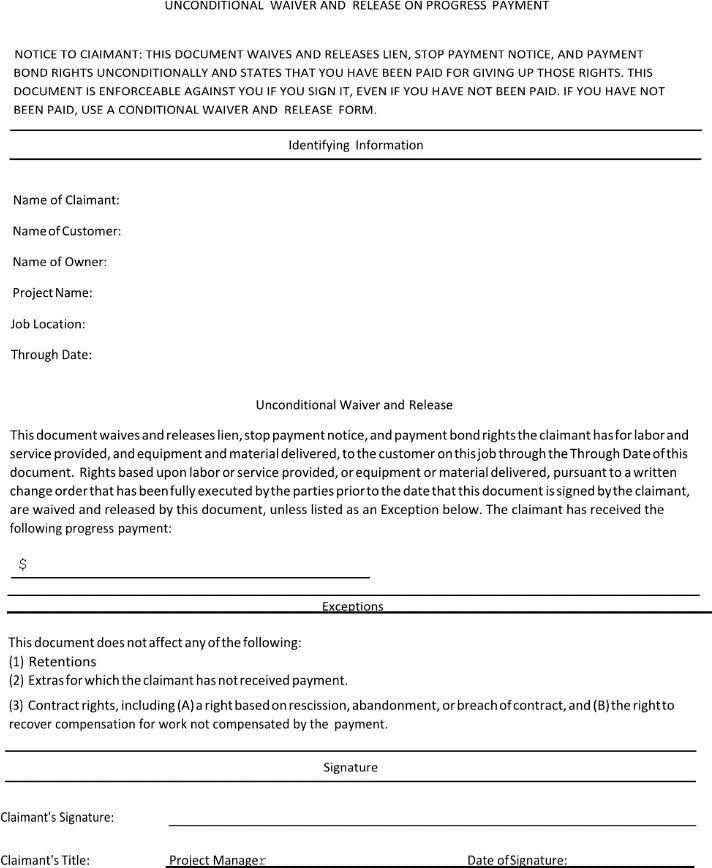 UNCONDITIONAL WAIVER AND RELEASE ON PROGRESS PAYMENT
NOTICE TO CIAIMANT: THIS DOCUMENT WAIVES AND RELEASES LIEN, STOP PAYMENT NOTICE, AND PAYMENT
BOND RIGHTS UNCONDITIONALLY AND STATES THAT YOU HAVE BEEN PAID FOR GIVING UP THOSE RIGHTS. THIS
DOCUMENT IS ENFORCEABLE AGAINST YOU IF YOU SIGN IT, EVEN IF YOU HAVE NOT BEEN PAID. IF YOU HAVE NOT
BEEN PAID, USE A CONDITIONAL WAIVER AND RELEASE FORM.
Identifying Information
Name of Claimant:
Name of Customer:
Name of Owner:
Project Name:
Job Location:
Through Date:
Unconditional Waiver and Release
This document waives and releases lien, stop payment notice, and payment bond rights the claimant has for labor and
service provided, and equipment and material delivered, to the customer on this job through the Through Date of this
document. Rights based upon labor or service provided, or equipment or material delivered, pursuant to a written
change order that has been fully executed by the parties prior to the date that this document is signed by the claimant,
are waived and released by this document, unless listed as an Exception below. The claimant has received the
following progress payment:
$
Exceptions
This document does not affect any of the following:
(1) Retentions
(2) Extras for which the claimant has not received payment.
(3) Contract rights, including (A) a right based on rescission, abandonment, or breach of contract, and (B) the right to
recover compensation for work not compensated by the payment.
Signature
Claimant's Signature:
Claimant's Title: Project Manager Date of Signature: